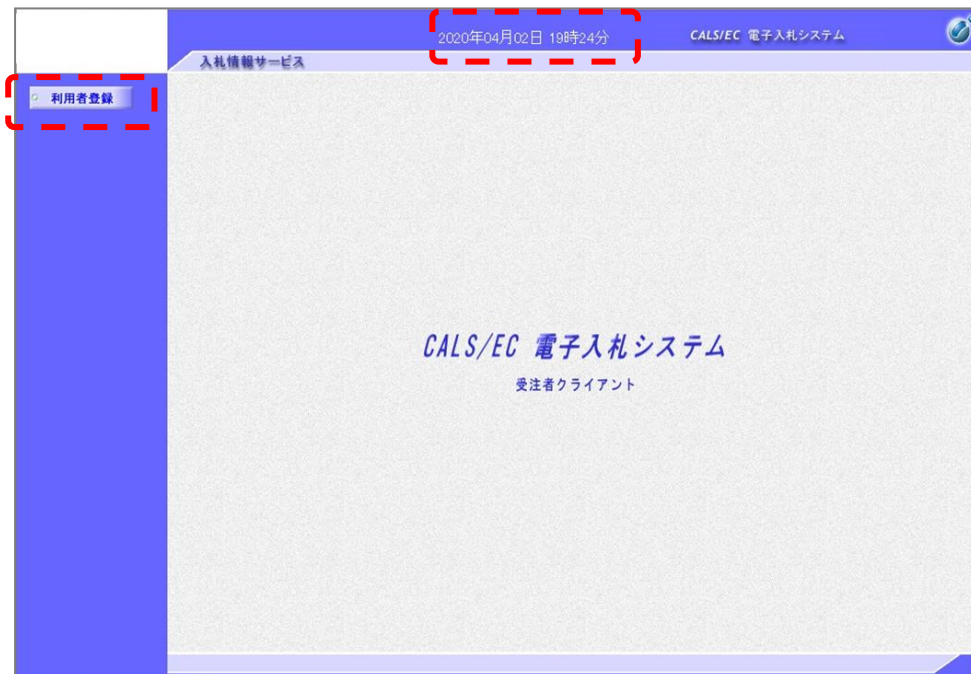 2020年04月02日 19時24分
CALS/EC 電子入札システム
入札情報サービス
利用者登録
CALS/EC 電子入札システム
受注者クライアント